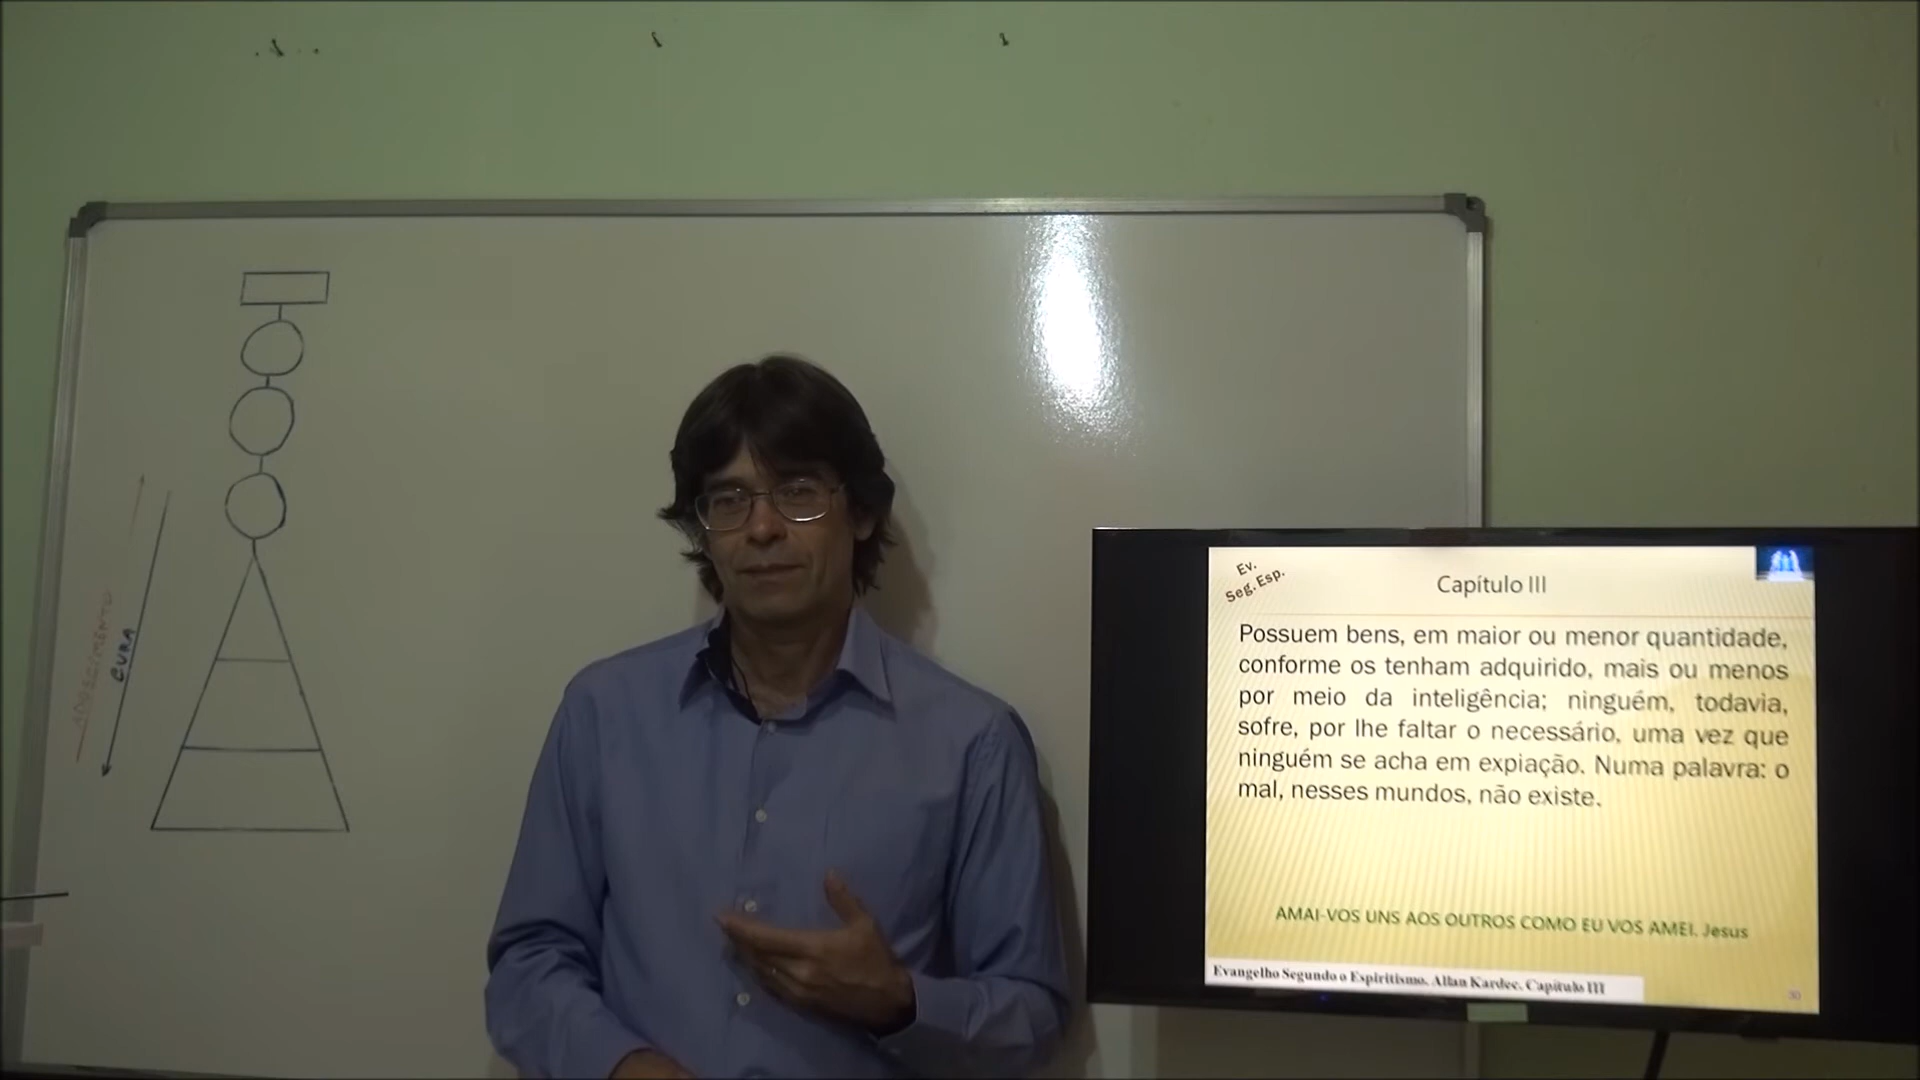 ADOECIMENTO
CURA
Ev.
Seg. Esp.
Capítulo III
Possuem bens, em maior ou menor quantidade,
conforme os tenham adquirido, mais ou menos
por meio da inteligência; ninguém, todavia,
sofre, por lhe faltar o necessário, uma vez que
ninguém se acha em expiação. Numa palavra: o
mal, nesses mundos, não existe.
AMAI-VOS UNS AOS OUTROS COMO EU VOS AMEI. Jesus
Evangelho Segundo o Espiritismo. Allan Kardec. Capítulo III